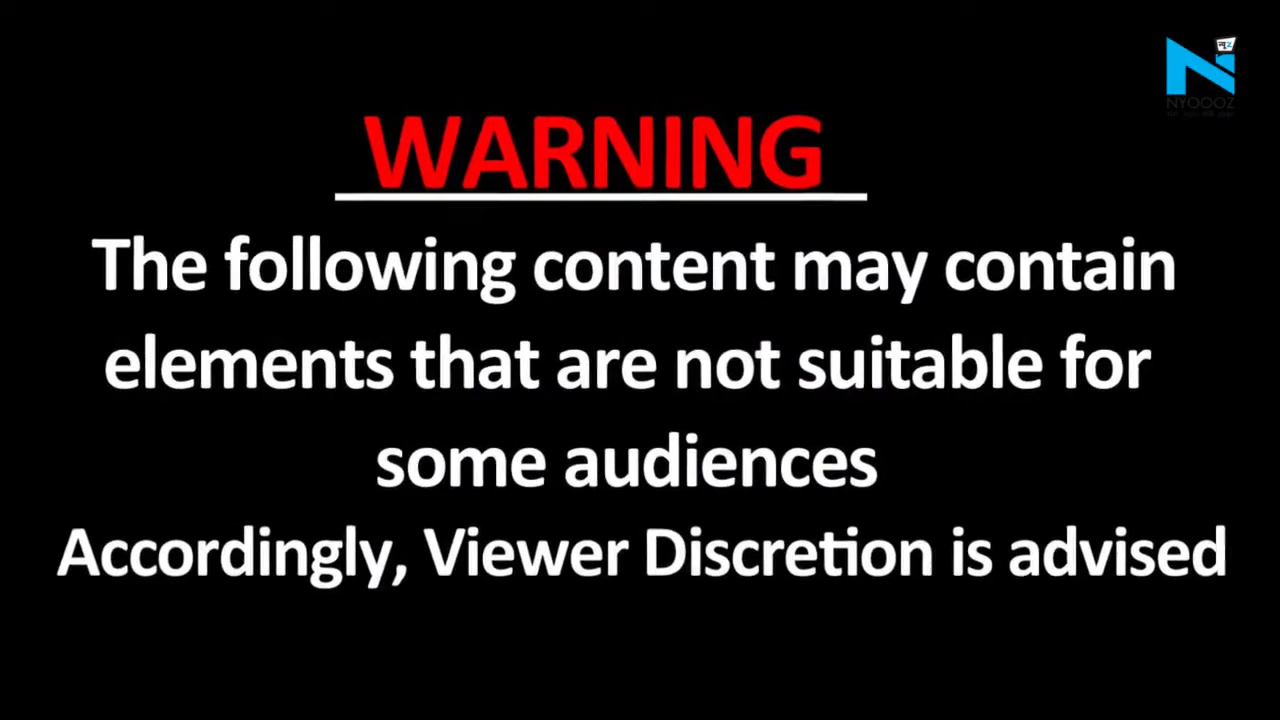 न्यूz
NYOOOZ
WARNING
The following content may contain
elements that are not suitable for
some audiences
Accordingly, Viewer Discretion is advised